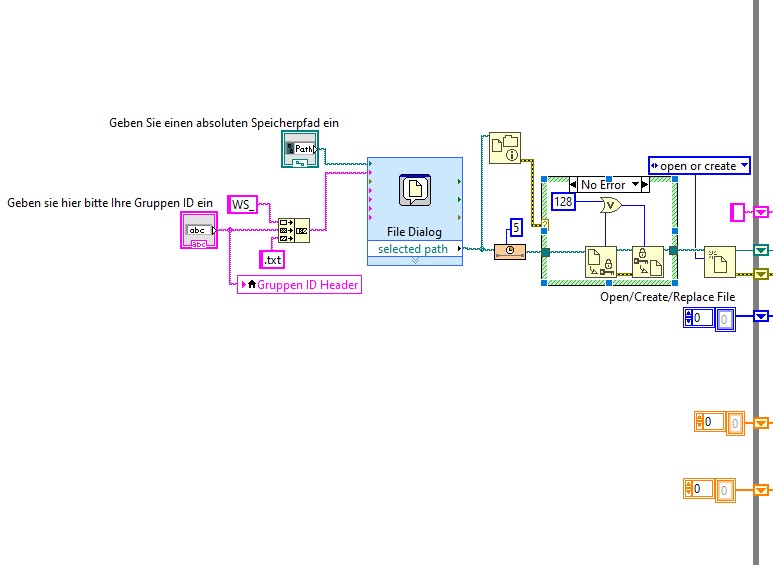 Geben Sie einen absoluten Speicherpfad ein
Path
open or create
No Error
Geben sie hier bitte Ihre Gruppen ID ein
WS_
128
abc
abc
5
File Dialog
selected path
.txt
Gruppen ID Header
Open/Create/Replace File
0 0
0 0
0 0